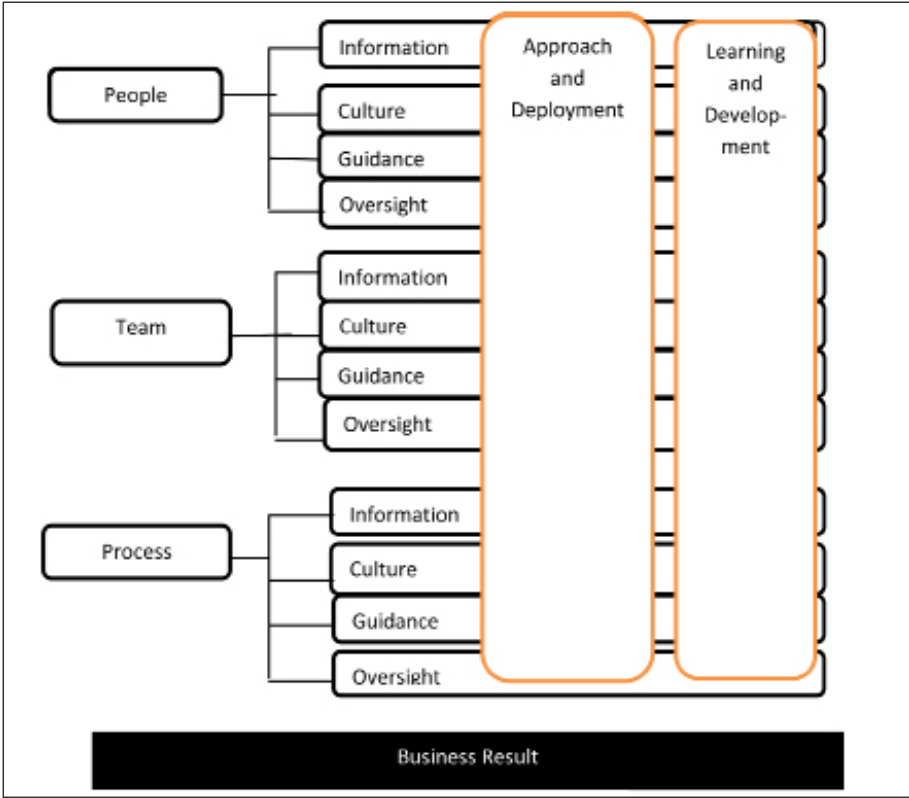 People
Information
Culture
Guidance
Oversight
Team
Information
Culture
Guidance
Oversight
Process
Information
Culture
Guidance
Oversight
Approach
and
Deployment
Learning
and
Develop-
ment
Business Result